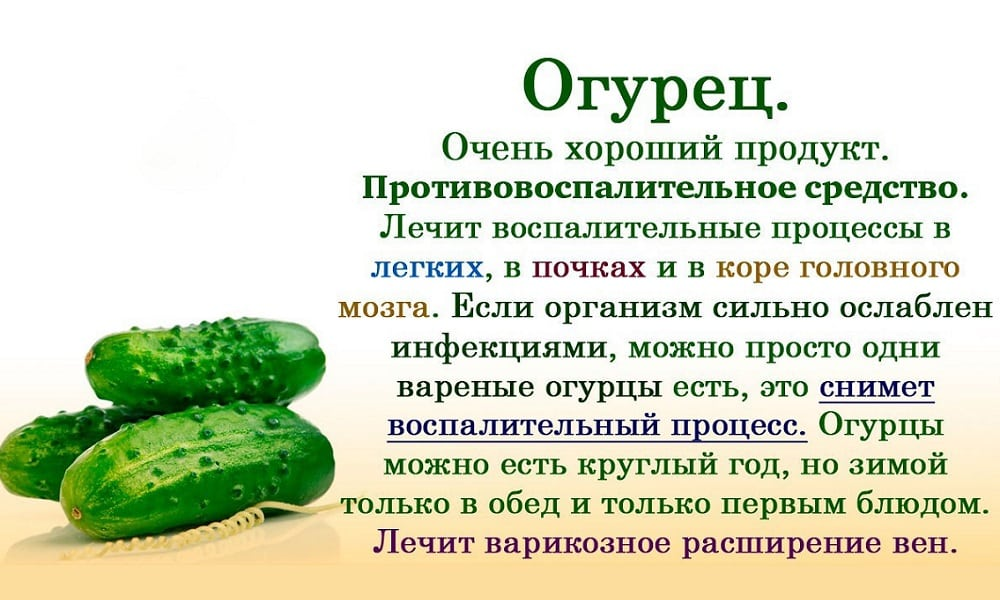 Огурец.
Очень хороший продукт.
Противовоспалительное средство.
Лечит воспалительные процессы в
легких, в почках и в коре головного
мозга. Если организм сильно ослаблен
инфекциями, можно просто одни
вареные огурцы есть, это снимет
воспалительный процесс. Огурцы
можно есть круглый год, но зимой
только в обед и только первым блюдом.
Лечит варикозное расширение вен.